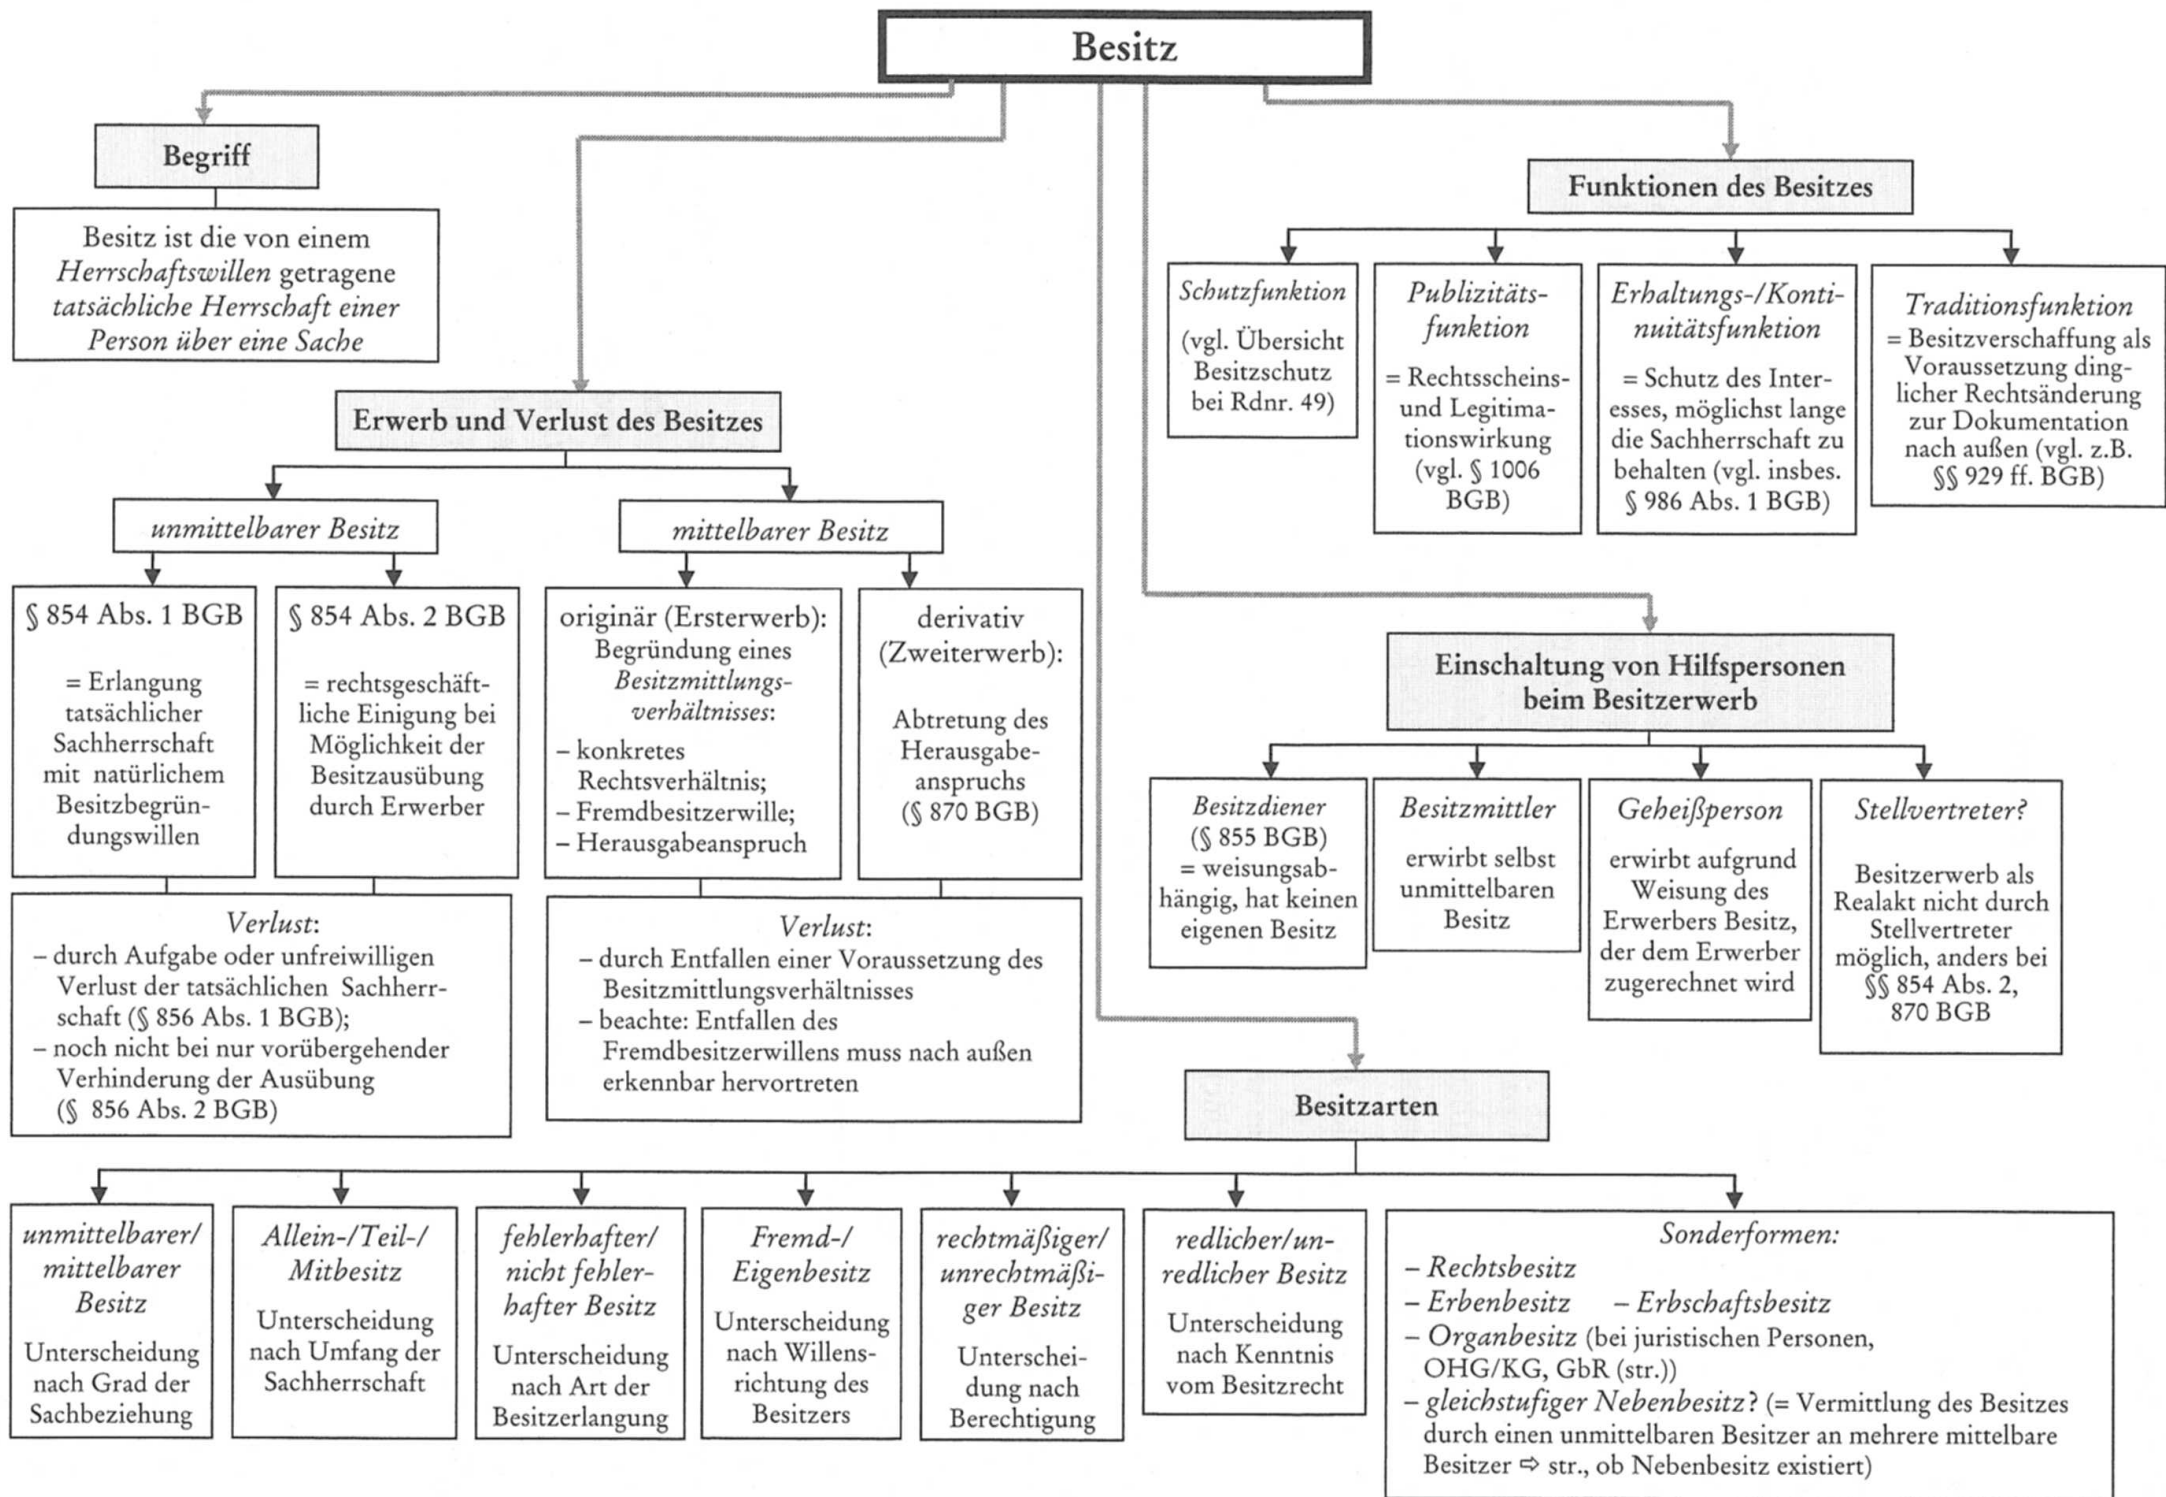 Besitz
Begriff
Besitz ist die von einem
Herrschaftswillen getragene
tatsächliche Herrschaft einer
Person über eine Sache
Erwerb und Verlust des Besitzes
unmittelbarer Besitz
mittelbarer Besitz
§ 854 Abs. 1 BGB
= Erlangung
tatsächlicher
Sachherrschaft
mit natürlichem
Besitzbegrün-
dungswillen
§ 854 Abs. 2 BGB
= rechtsgeschäft-
liche Einigung bei
Möglichkeit der
Besitzausübung
durch Erwerber
originär (Ersterwerb):
Begründung eines
Besitzmittlungs-
verhältnisses:
– konkretes
Rechtsverhältnis;
– Fremdbesitzerwille;
– Herausgabeanspruch
derivativ
(Zweiterwerb):
Abtretung des
Herausgabe-
anspruchs
(§ 870 BGB)
Verlust:
– durch Aufgabe oder unfreiwilligen
Verlust der tatsächlichen Sachherr-
schaft (§ 856 Abs. 1 BGB);
– noch nicht bei nur vorübergehender
Verhinderung der Ausübung
(§ 856 Abs. 2 BGB)
Verlust:
– durch Entfallen einer Voraussetzung des
Besitzmittlungsverhältnisses
– beachte: Entfallen des
Fremdbesitzerwillens muss nach außen
erkennbar hervortreten
Funktionen des Besitzes
Schutzfunktion
(vgl. Übersicht
Besitzschutz
bei Rdnr. 49)
Publizitäts-
funktion
= Rechtsscheins-
und Legitima-
tionswirkung
(vgl. § 1006
BGB)
Erhaltungs-/Konti-
nuitätsfunktion
= Schutz des Inter-
esses, möglichst lange
die Sachherrschaft zu
behalten (vgl. insbes.
§ 986 Abs. 1 BGB)
Traditionsfunktion
= Besitzverschaffung als
Voraussetzung ding-
licher Rechtsänderung
zur Dokumentation
nach außen (vgl. z.B.
§§ 929 ff. BGB)
Einschaltung von Hilfspersonen
beim Besitzerwerb
Besitzdiener
(§ 855 BGB)
= weisungsab-
hängig, hat keinen
eigenen Besitz
Besitzmittler
erwirbt selbst
unmittelbaren
Besitz
Geheißperson
erwirbt aufgrund
Weisung des
Erwerbers Besitz,
der dem Erwerber
zugerechnet wird
Stellvertreter?
Besitzerwerb als
Realakt nicht durch
Stellvertreter
möglich, anders bei
§§ 854 Abs. 2,
870 BGB
Besitzarten
unmittelbarer/
mittelbarer
Besitz
Unterscheidung
nach Grad der
Sachbeziehung
Allein-/Teil-/
Mitbesitz
Unterscheidung
nach Umfang der
Sachherrschaft
fehlerhafter/
nicht fehler-
hafter Besitz
Unterscheidung
nach Art der
Besitzerlangung
Fremd-/
Eigenbesitz
Unterscheidung
nach Willens-
richtung des
Besitzers
rechtmäßiger/
unrechtmäßi-
ger Besitz
Unterschei-
dung nach
Berechtigung
redlicher/un-
redlicher Besitz
Unterscheidung
nach Kenntnis
vom Besitzrecht
Sonderformen:
– Rechtsbesitz
– Erbenbesitz – Erbschaftsbesitz
– Organbesitz (bei juristischen Personen,
OHG/KG, GbR (str.))
– gleichstufiger Nebenbesitz? (= Vermittlung des Besitzes
durch einen unmittelbaren Besitzer an mehrere mittelbare
Besitzer ⇨ str., ob Nebenbesitz existiert)